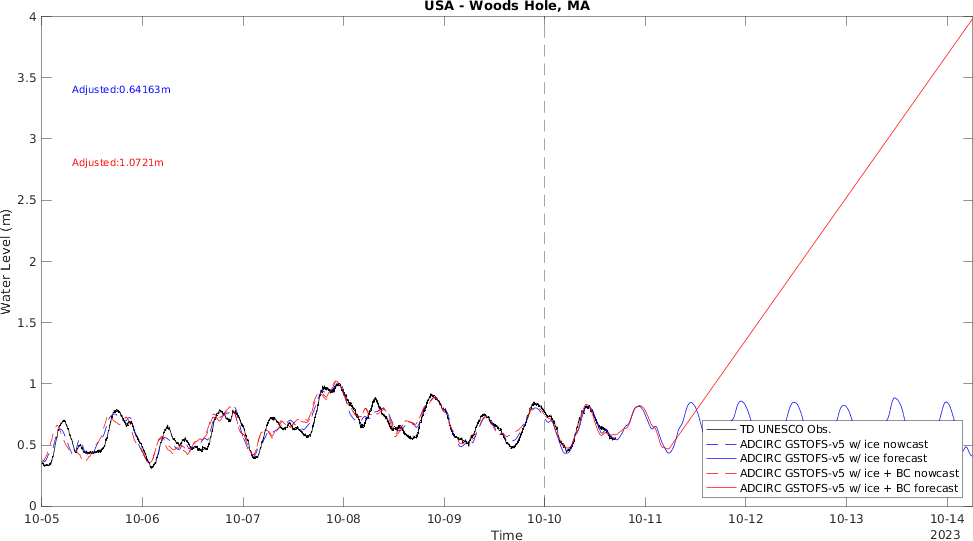 USA - Woods Hole, MA
4
3.5
3
2.5
2
1.5
1
0.5
0
Water Level (m)
Adjusted:0.64163m
Adjusted:1.0721m
TD UNESCO Obs.
ADCIRC GSTOFS-v5 w/ ice nowcast
ADCIRC GSTOFS-v5 w/ ice forecast
ADCIRC GSTOFS-v5 w/ ice + BC nowcast
ADCIRC GSTOFS-v5 w/ ice + BC forecast
10-05 10-06 10-07 10-08 10-09 10-10 10-11 10-12 10-13 10-14
2023
Time